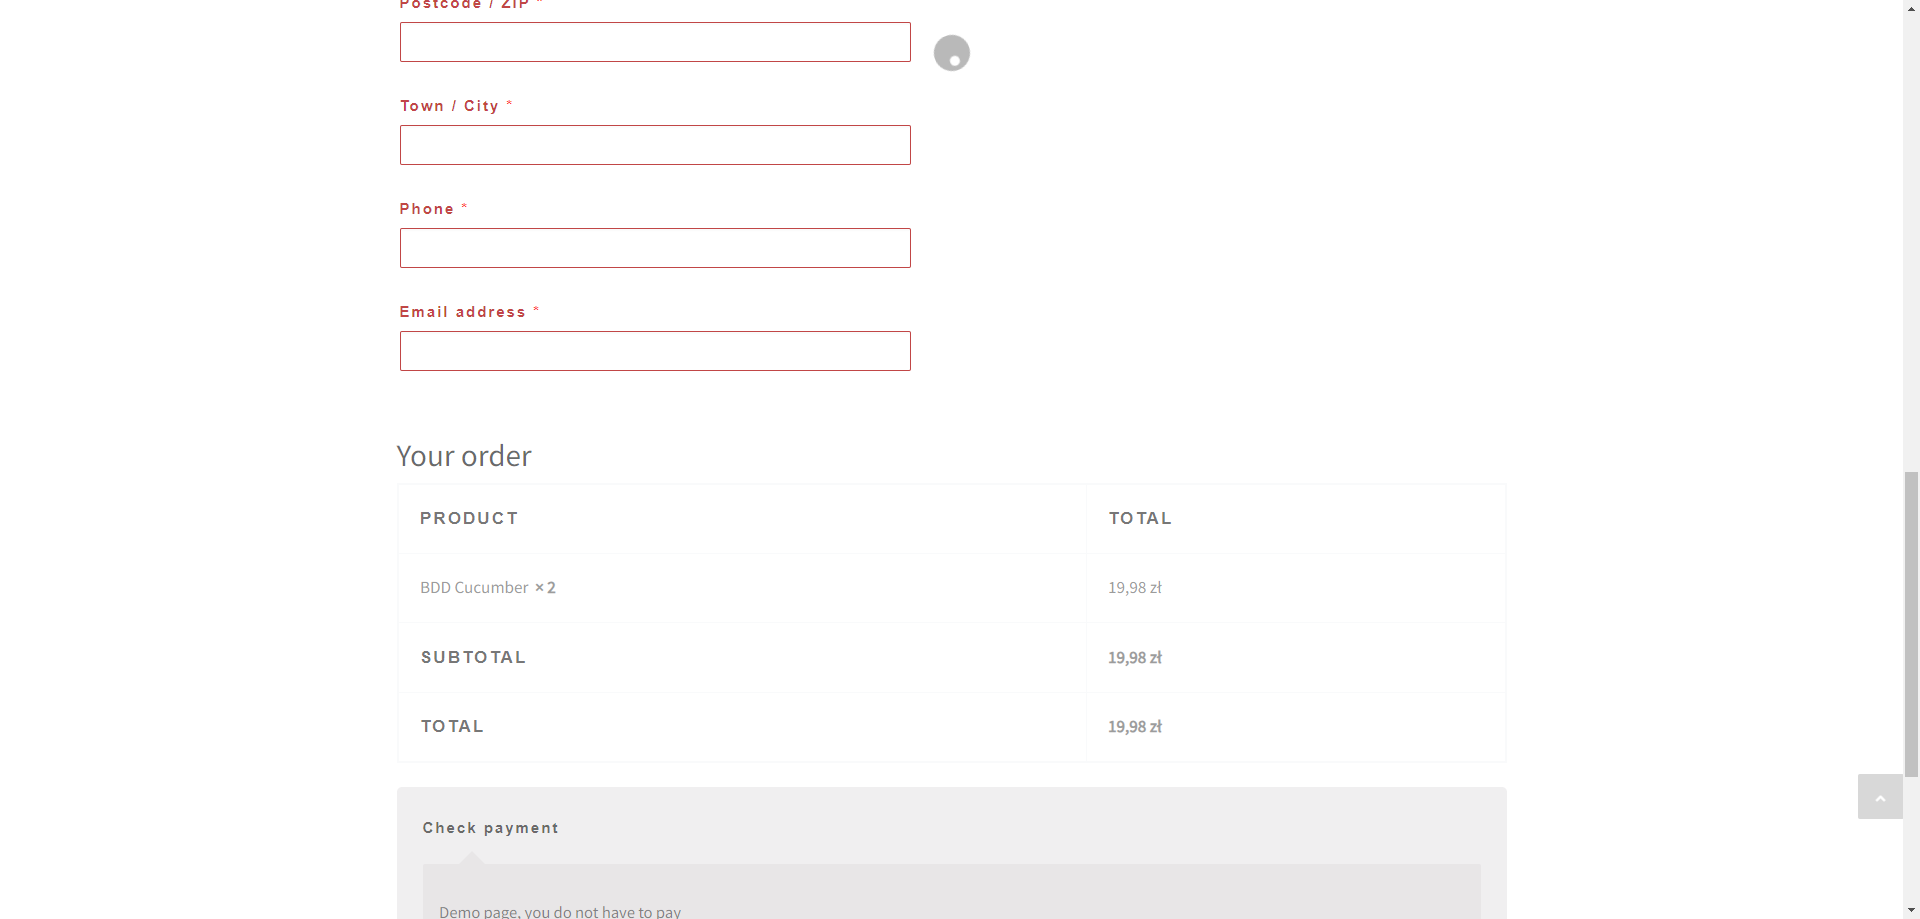 Postcode / ZIP *
Town / City *
Phone *
Email address *
Your order
PRODUCT TOTAL
BDD Cucumber × 2 19,98 zł
SUBTOTAL 19,98 zł
TOTAL 19,98 zł
Check payment
Demo page, you do not have to pay